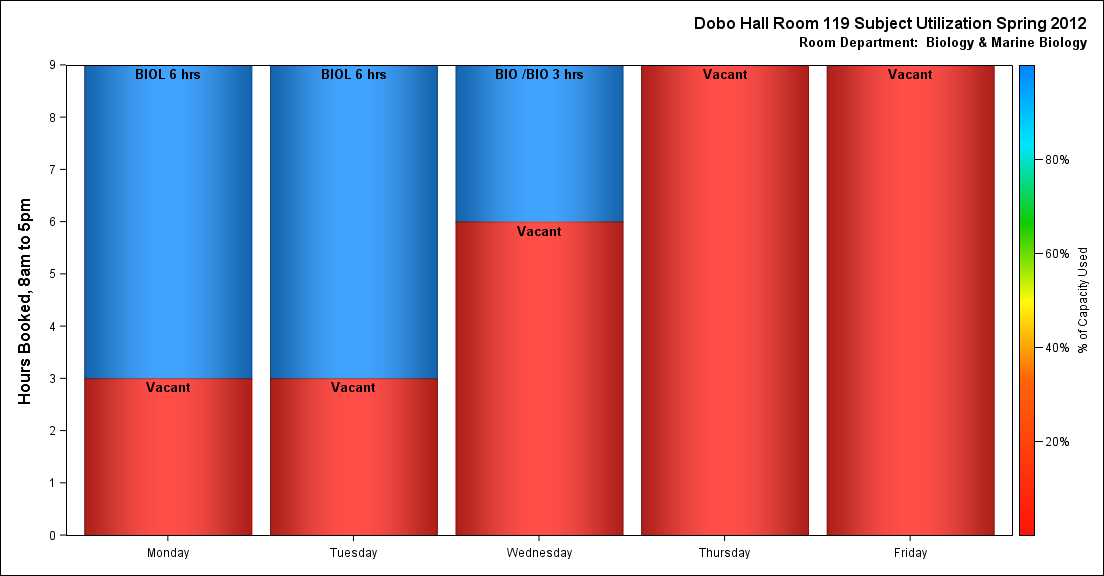 Dobo Hall Room 119 Subject Utilization Spring 2012
Room Department:  Biology & Marine Biology
Hours Booked, 8am to 5pm
9
8
7
6
5
4
3
2
1
0
BIOL 6 hrs
Vacant
BIOL 6 hrs
Vacant
BIO /BIO 3 hrs
Vacant
Vacant
Vacant
Monday
Tuesday
Wednesday
Thursday
Friday
80%
60%
40%
20%
% of Capacity Used